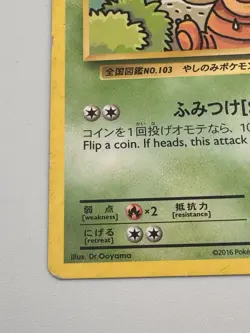 全国図鑑NO.103 やしのみポケモン
ふみつけ[S
コインを1回投げオモテなら、10
Flip a coin. If heads, this attack
弱 点 ×2 抵抗力
[weakness] [resistance]
にげる
[retreat]
illus. Dr Ooyama ©2016 Poké